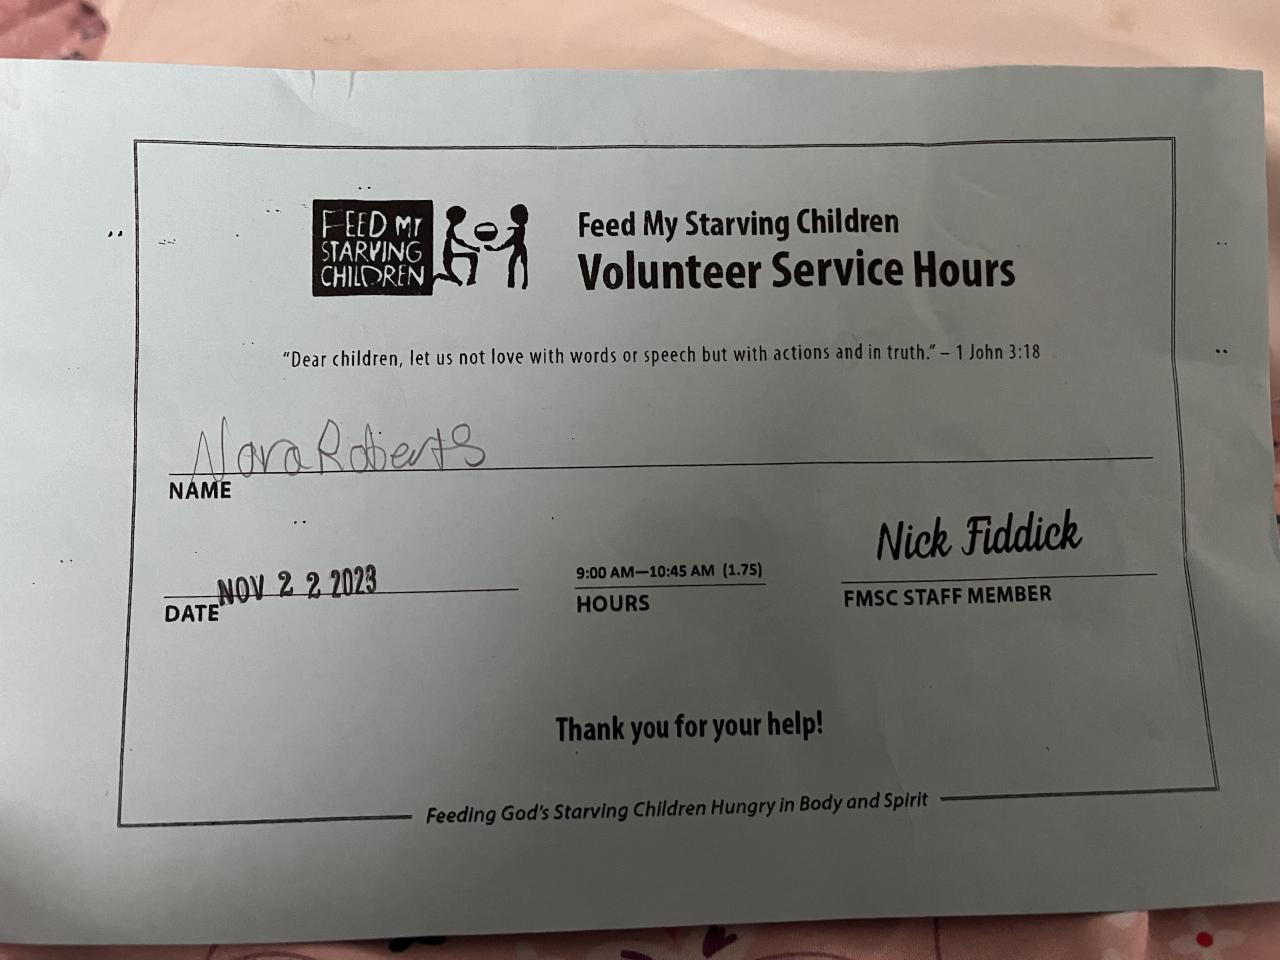 FEED MY
STARVING
CHILDREN
Feed My Starving Children
Volunteer Service Hours
“Dear children, let us not love with words or speech but with actions and in truth.” – 1 John 3:18
Nora Roberts
NAME
Nick Fiddick
NOV 2 2 2023
9:00 AM—10:45 AM (1.75)
DATE
HOURS
FMSC STAFF MEMBER
Thank you for your help!
Feeding God's Starving Children Hungry in Body and Spirit